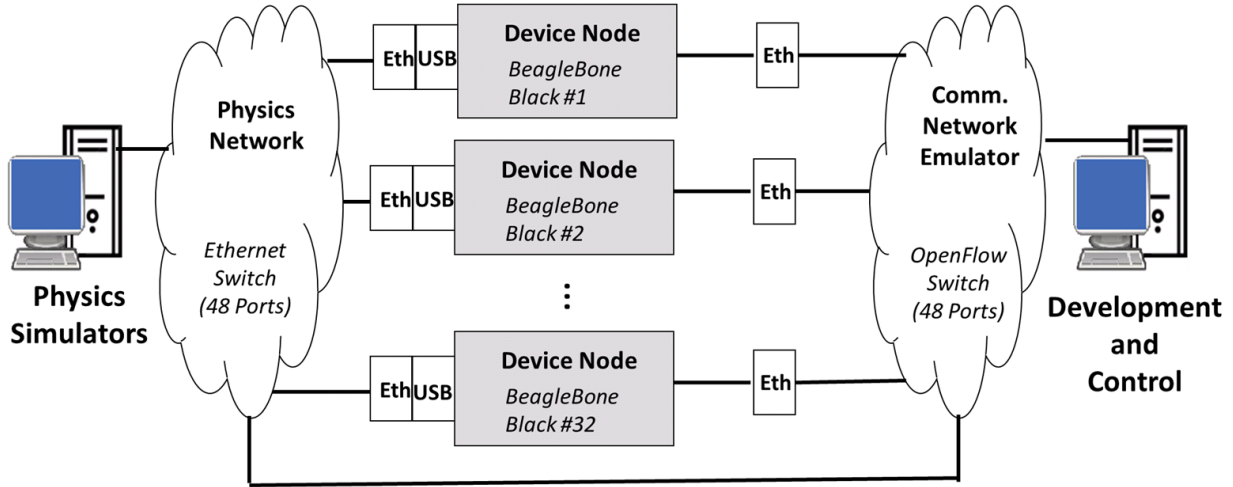 Physics
Simulators
Physics
Network
Ethernet
Switch
(48 Ports)
Eth USB
Device Node
BeagleBone
Black #1
Eth
Eth USB
Device Node
BeagleBone
Black #2
Eth
Eth USB
Device Node
BeagleBone
Black #32
Eth
Comm.
Network
Emulator
OpenFlow
Switch
(48 Ports)
Development
and
Control